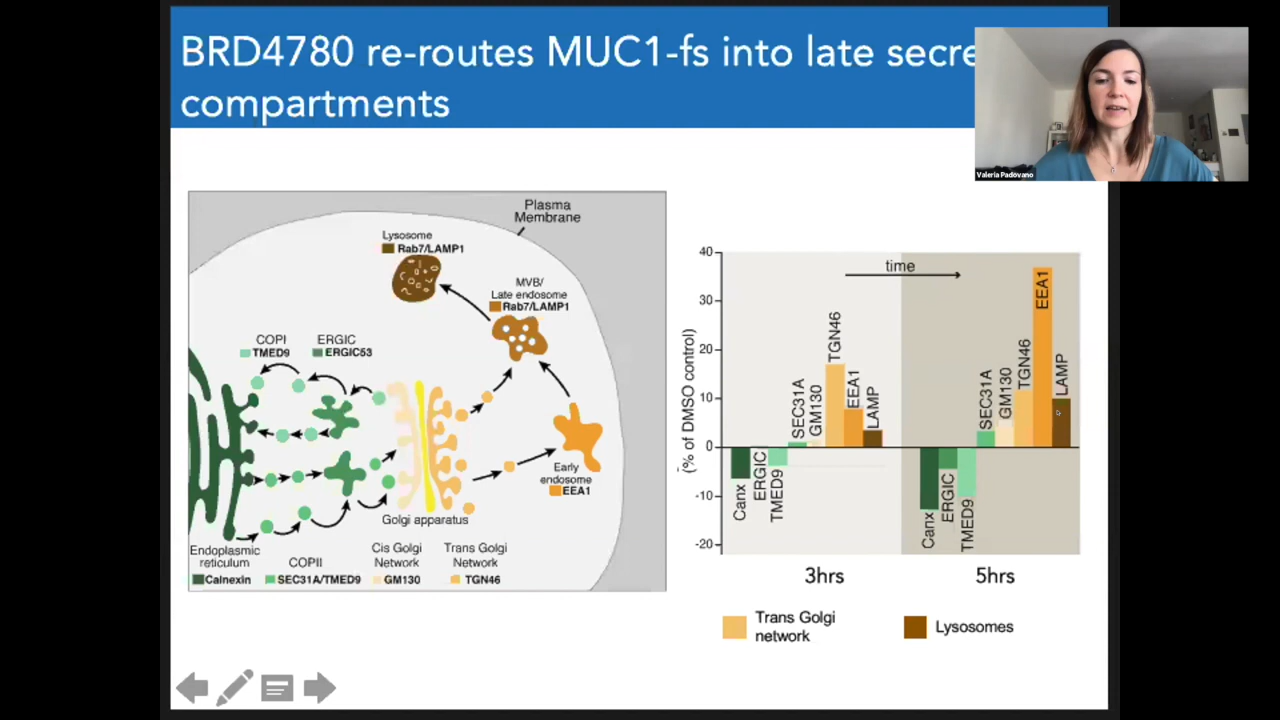 BRD4780 re-routes MUC1-fs into late secre
compartments
Valeria Padovano
Plasma
Membrane
Lysosome
Rab7/LAMP1
MVB/
Late endosome
Rab7/LAMP1
COPI
TMED9
ERGIC
ERGIC53
Early
endosome
EEA1
Golgi apparatus
Endoplasmic
reticulum
Calnexin
COPII
SEC31A/TMED9
Cis Golgi
Network
GM130
Trans Golgi
Network
TGN46
(% of DMSO control)
40
30
20
10
0
-10
-20
time
Canx
ERGIC
TMED9
SEC31A
GM130
TGN46
EEA1
LAMP
Canx
ERGIC
TMED9
SEC31A
GM130
TGN46
EEA1
LAMP
3hrs
5hrs
Trans Golgi
network
Lysosomes